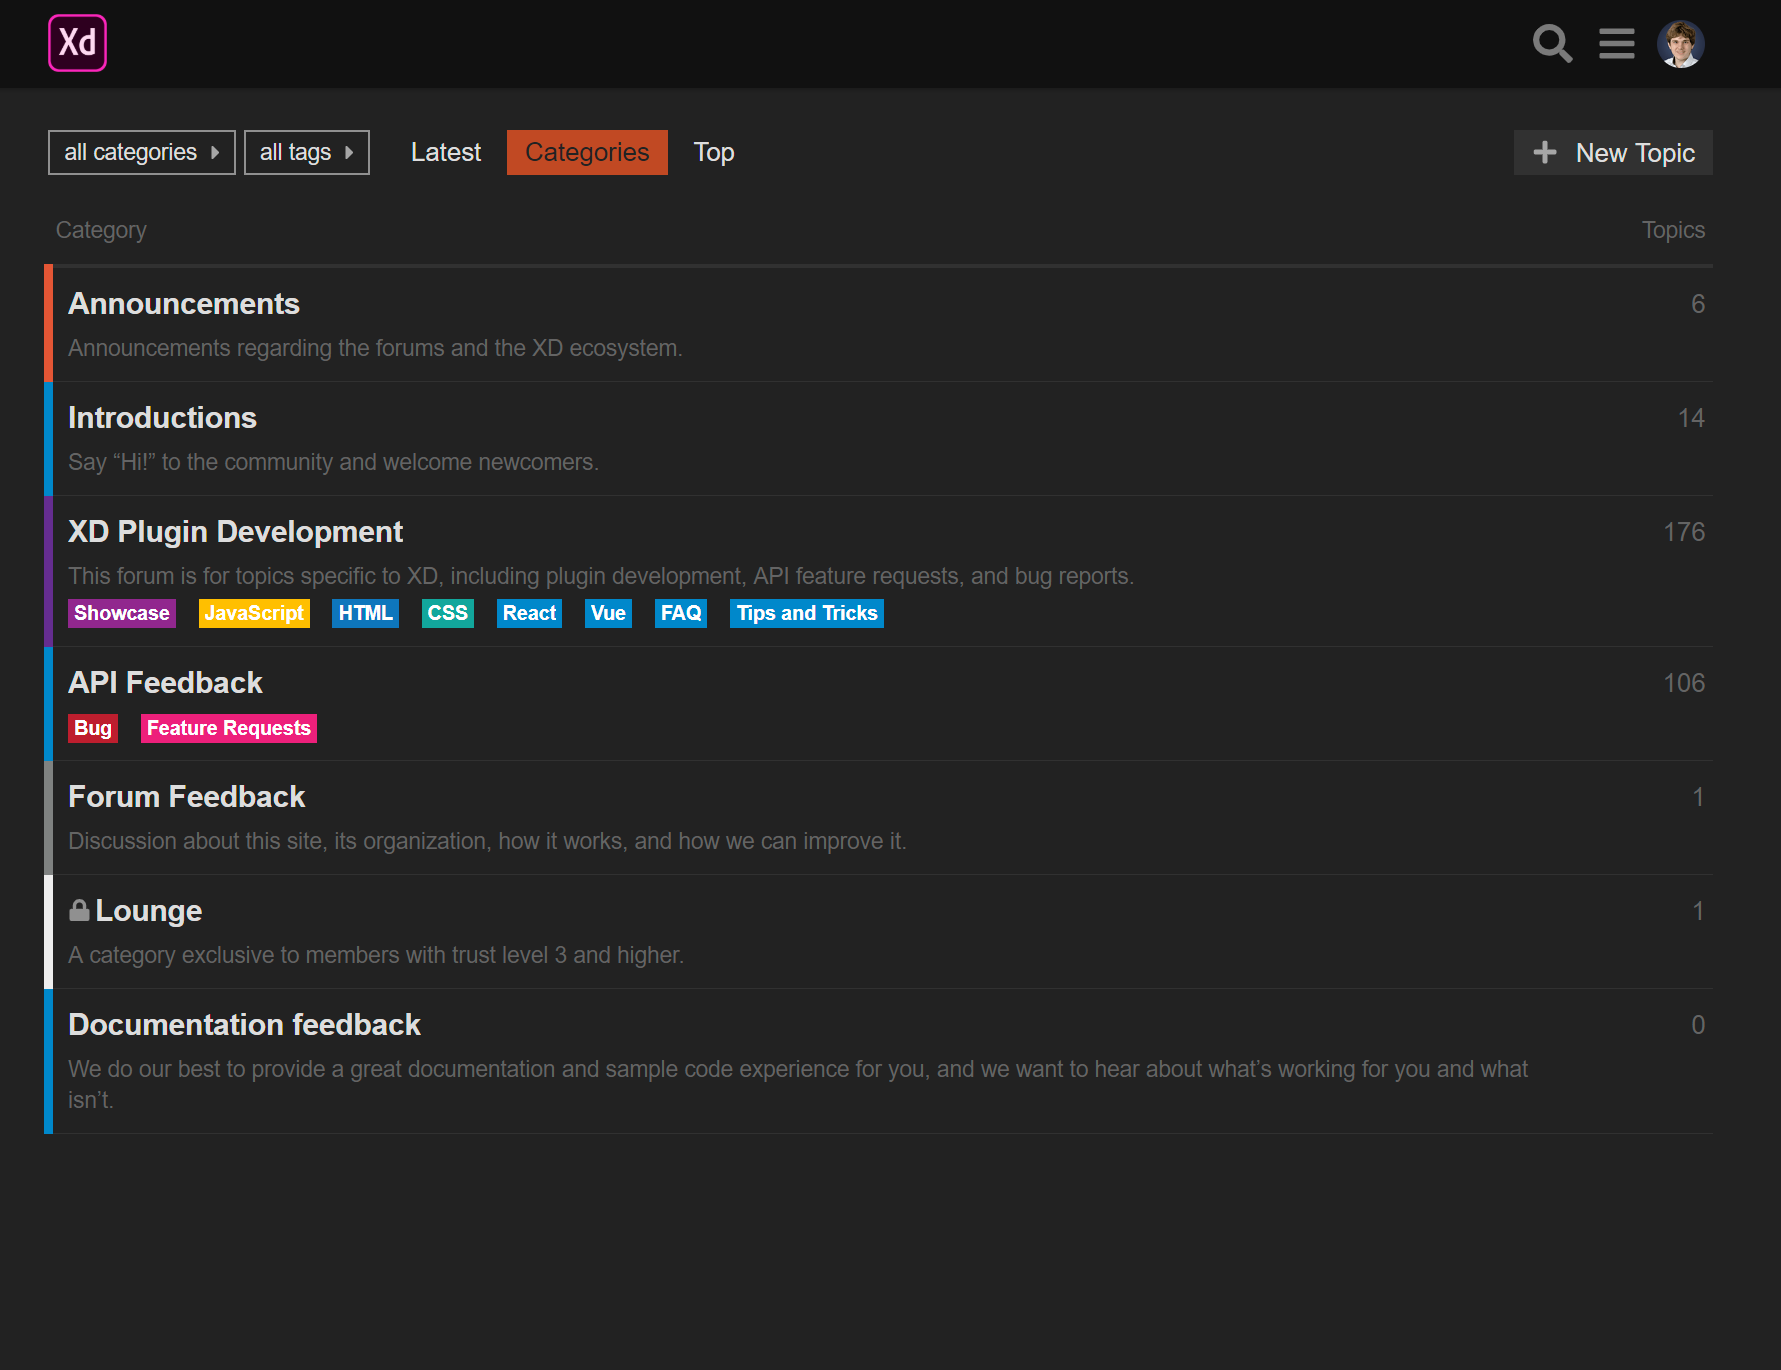 Xd
all categories all tags Latest Categories Top New Topic
Category Topics
Announcements 6
Announcements regarding the forums and the XD ecosystem.
Introductions 14
Say “Hi!” to the community and welcome newcomers.
XD Plugin Development 176
This forum is for topics specific to XD, including plugin development, API feature requests, and bug reports.
Showcase JavaScript HTML CSS React Vue FAQ Tips and Tricks
API Feedback 106
Bug Feature Requests
Forum Feedback 1
Discussion about this site, its organization, how it works, and how we can improve it.
Lounge 1
A category exclusive to members with trust level 3 and higher.
Documentation feedback 0
We do our best to provide a great documentation and sample code experience for you, and we want to hear about what’s working for you and what
isn’t.